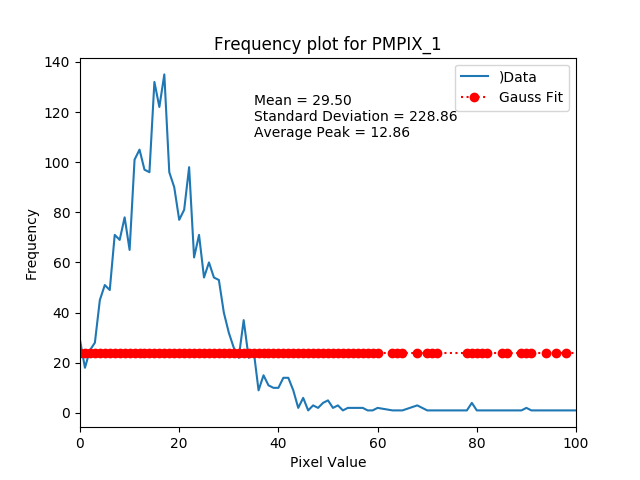 Frequency plot for PMPIX_1
140
120
100
80
60
40
20
0
Frequency
Mean = 29.50
Standard Deviation = 228.86
Average Peak = 12.86
)Data
Gauss Fit
0 20 40 60 80 100
Pixel Value